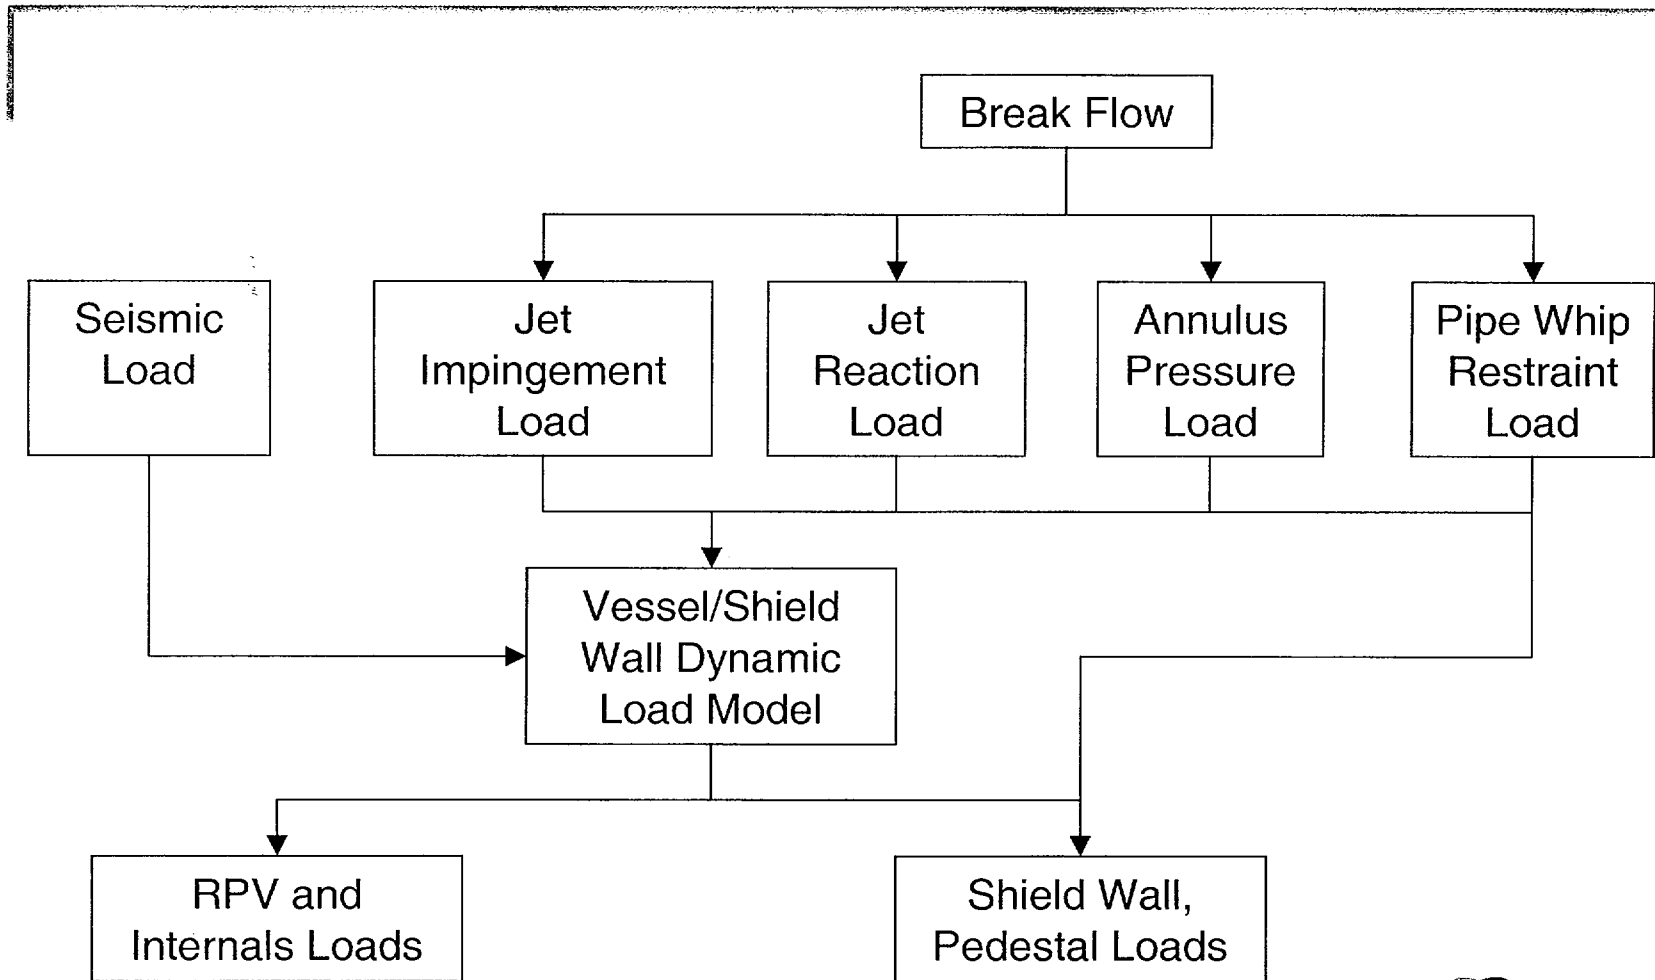 Break Flow
Seismic
Load
Jet
Impingement
Load
Jet
Reaction
Load
Annulus
Pressure
Load
Pipe Whip
Restraint
Load
Vessel/Shield
Wall Dynamic
Load Model
RPV and
Internals Loads
Shield Wall,
Pedestal Loads